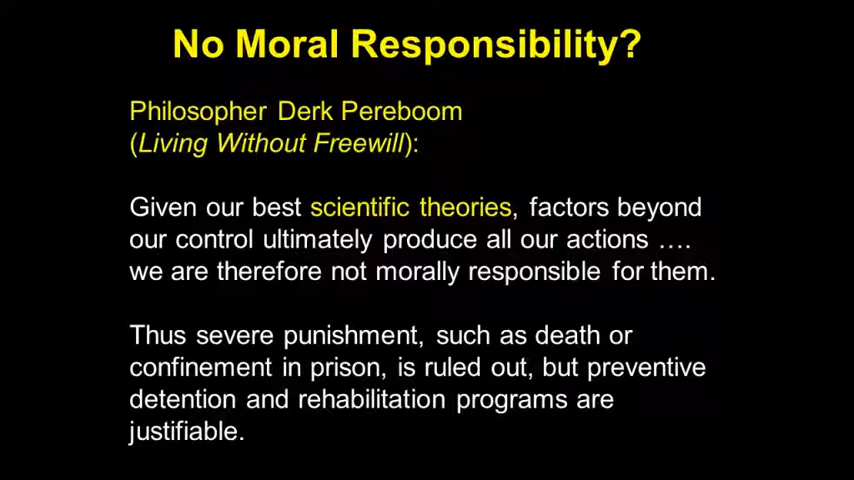 No Moral Responsibility?
Philosopher Derk Pereboom
(Living Without Freewill):
Given our best scientific theories, factors beyond
our control ultimately produce all our actions ....
we are therefore not morally responsible for them.
Thus severe punishment, such as death or
confinement in prison, is ruled out, but preventive
detention and rehabilitation programs are
justifiable.